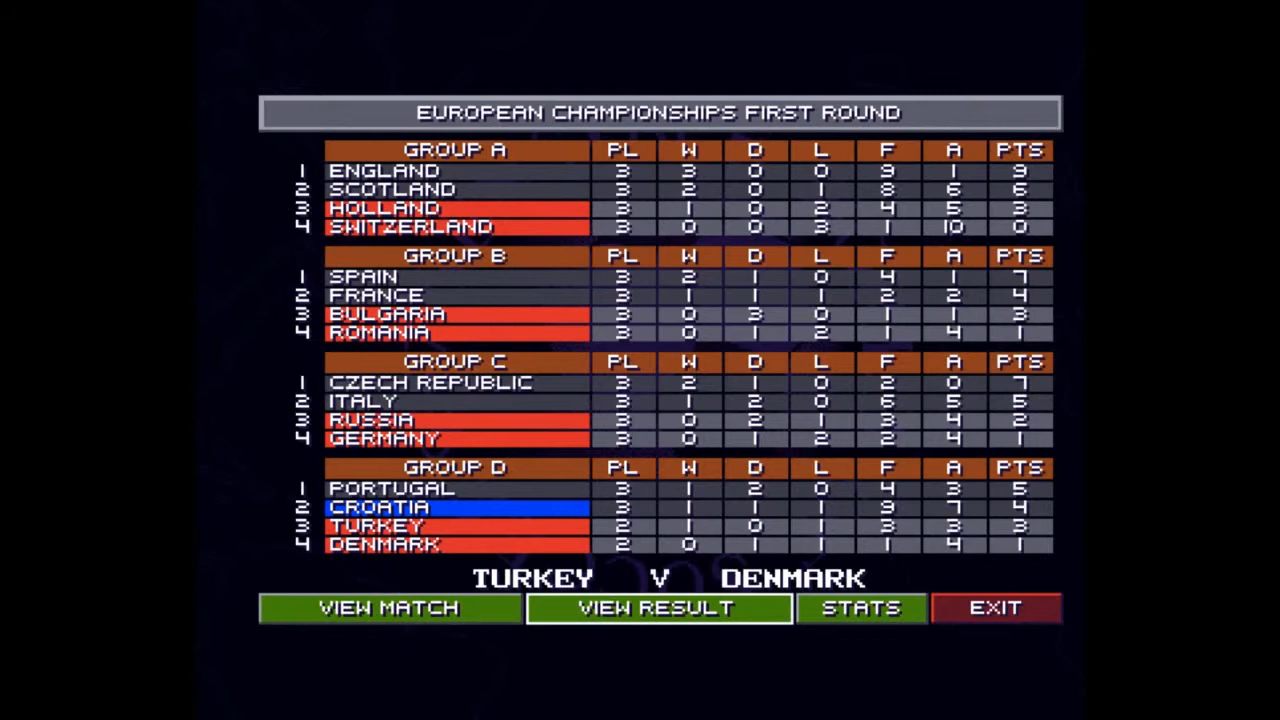 EUROPEAN CHAMPIONSHIPS FIRST ROUND
GROUP A PL W D L F A PTS
1 ENGLAND 3 3 0 0 9 1 9
2 SCOTLAND 3 2 0 1 8 6 6
3 HOLLAND 3 1 0 2 4 5 3
4 SWITZERLAND 3 0 0 3 1 10 0
GROUP B PL W D L F A PTS
1 SPAIN 3 2 1 0 4 1 7
2 FRANCE 3 1 1 1 2 2 4
3 BULGARIA 3 0 3 0 1 1 3
4 ROMANIA 3 0 1 2 1 4 1
GROUP C PL W D L F A PTS
1 CZECH REPUBLIC 3 2 1 0 2 0 7
2 ITALY 3 1 2 0 6 5 5
3 RUSSIA 3 0 2 1 3 4 2
4 GERMANY 3 0 1 2 2 4 1
GROUP D PL W D L F A PTS
1 PORTUGAL 3 1 2 0 4 3 5
2 CROATIA 3 1 1 1 9 7 4
3 TURKEY 2 1 0 1 3 3 3
4 DENMARK 2 0 1 1 1 4 1
TURKEY V DENMARK
VIEW MATCH VIEW RESULT STATS EXIT